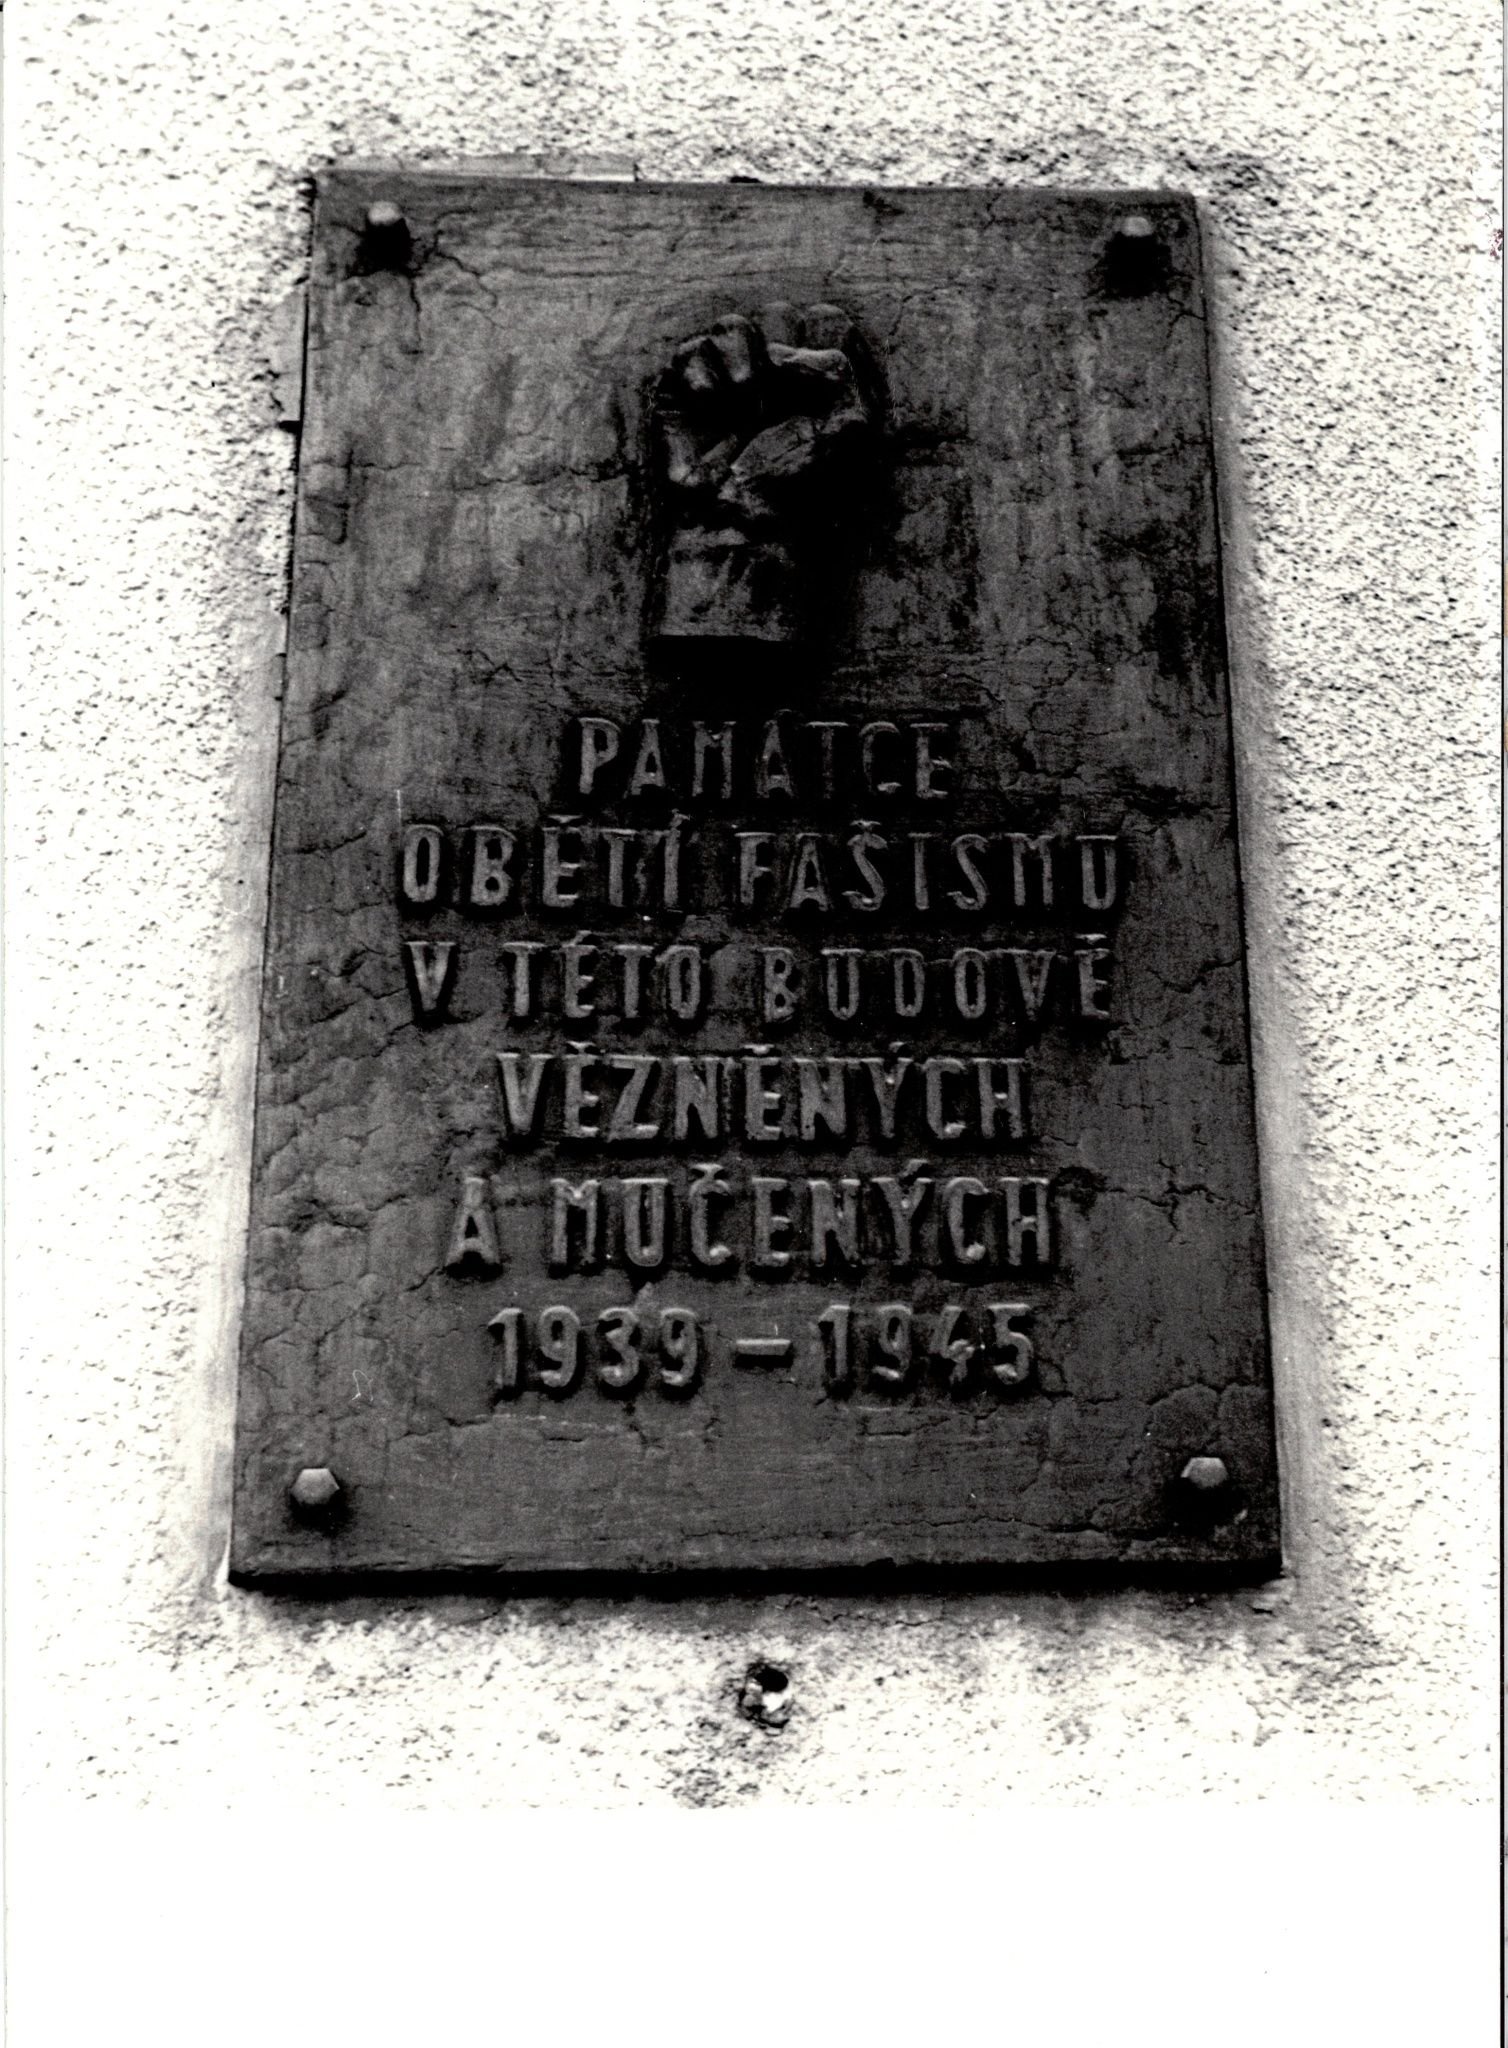 PAMÁTCE
OBĚTÍ FAŠISMU
V TÉTO BUDOVĚ
VĚZNĚNÝCH
A MUČENÝCH
1939 – 1945